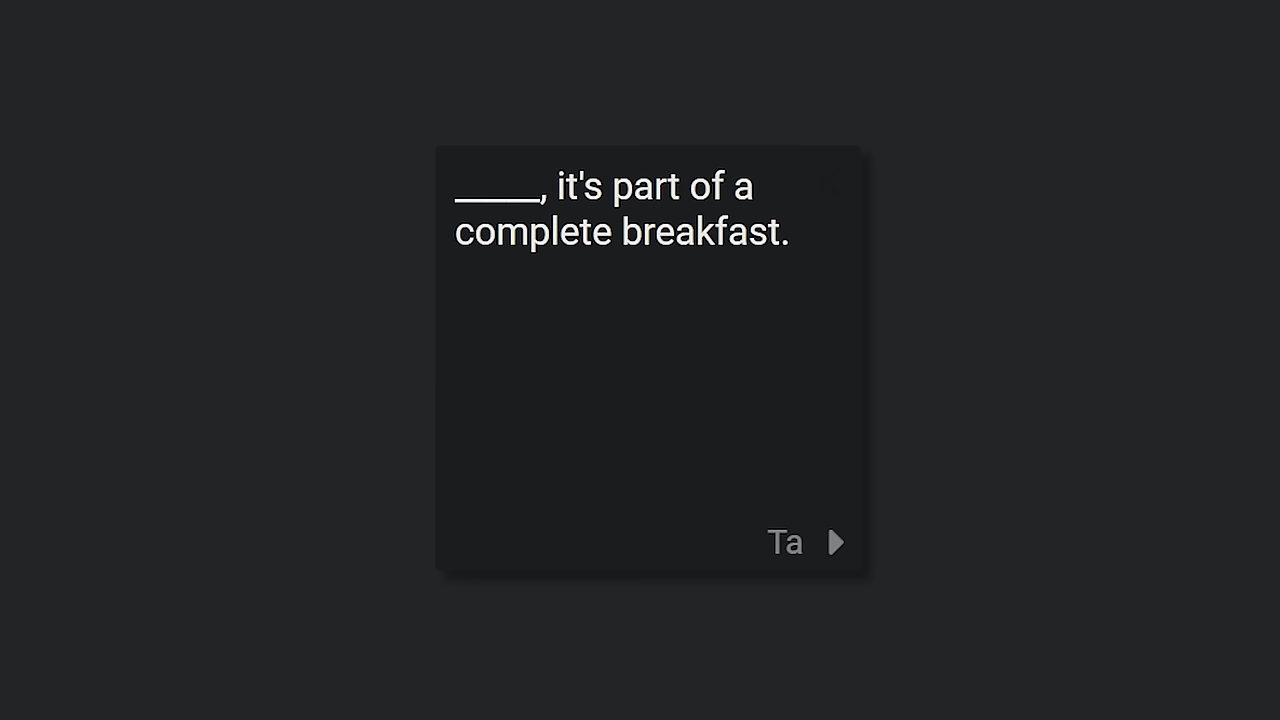 _____, it's part of a
complete breakfast.
Ta